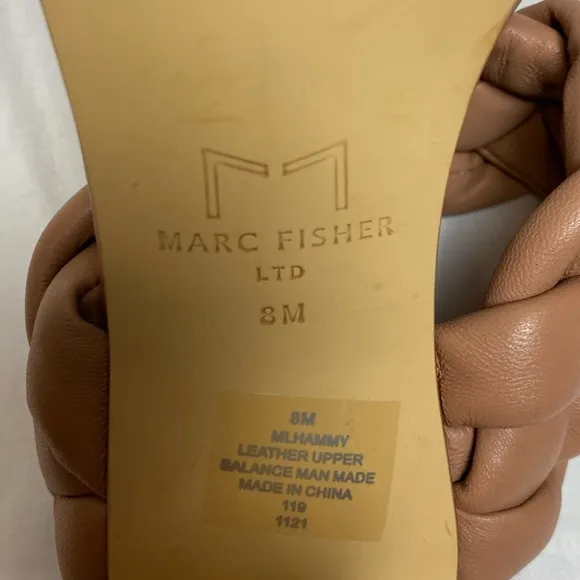 MARC FISHER
LTD
8M
8M
MLHAMMY
LEATHER UPPER
BALANCE MAN MADE
MADE IN CHINA
119
1121